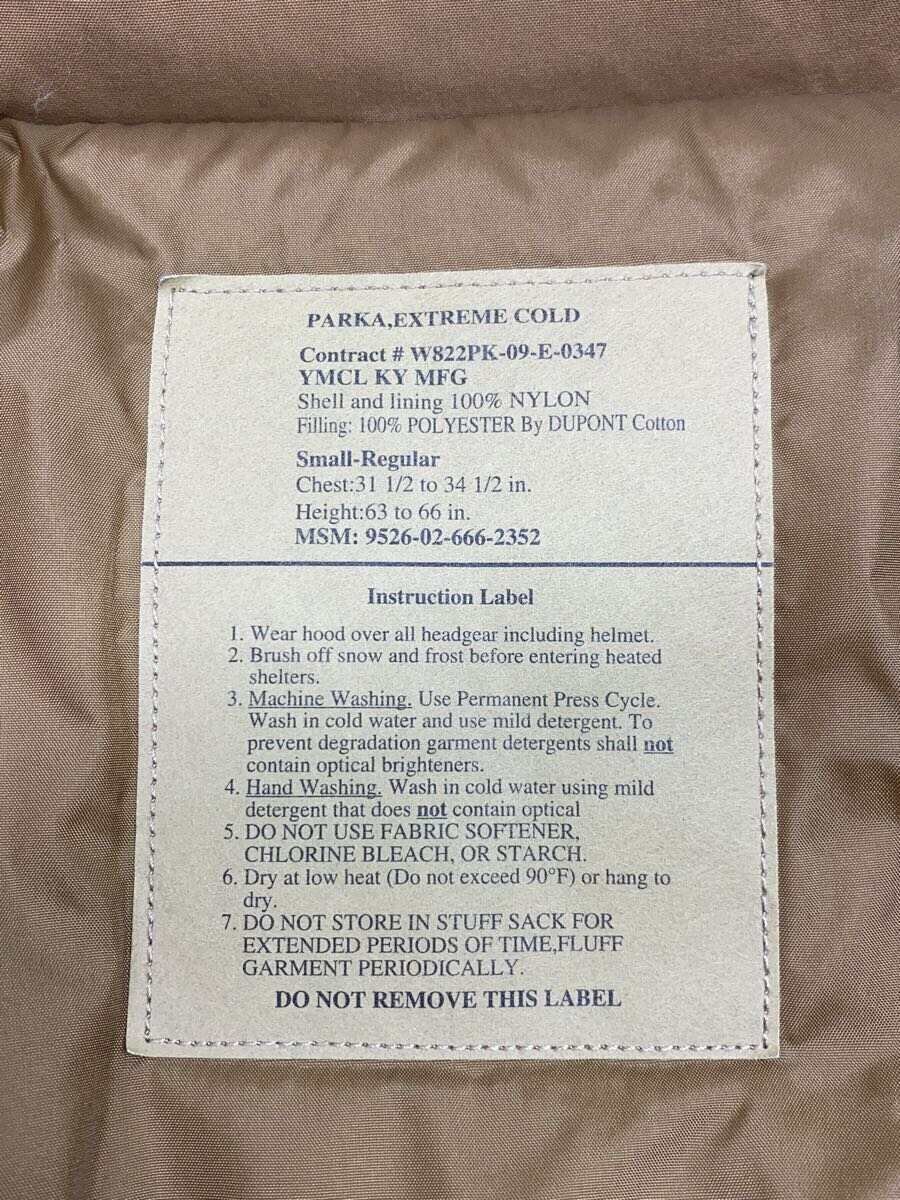 PARKA,EXTREME COLD
Contract # W822PK-09-E-0347
YMCL KY MFG
Shell and lining 100% NYLON
Filling: 100% POLYESTER By DUPONT Cotton
Small-Regular
Chest:31 1/2 to 34 1/2 in.
Height:63 to 66 in.
MSM: 9526-02-666-2352
Instruction Label
1. Wear hood over all headgear including helmet.
2. Brush off snow and frost before entering heated
shelters.
3. Machine Washing. Use Permanent Press Cycle.
Wash in cold water and use mild detergent. To
prevent degradation garment detergents shall not
contain optical brighteners.
4. Hand Washing. Wash in cold water using mild
detergent that does not contain optical
5. DO NOT USE FABRIC SOFTENER,
CHLORINE BLEACH, OR STARCH.
6. Dry at low heat (Do not exceed 90°F) or hang to
dry.
7. DO NOT STORE IN STUFF SACK FOR
EXTENDED PERIODS OF TIME,FLUFF
GARMENT PERIODICALLY.
DO NOT REMOVE THIS LABEL